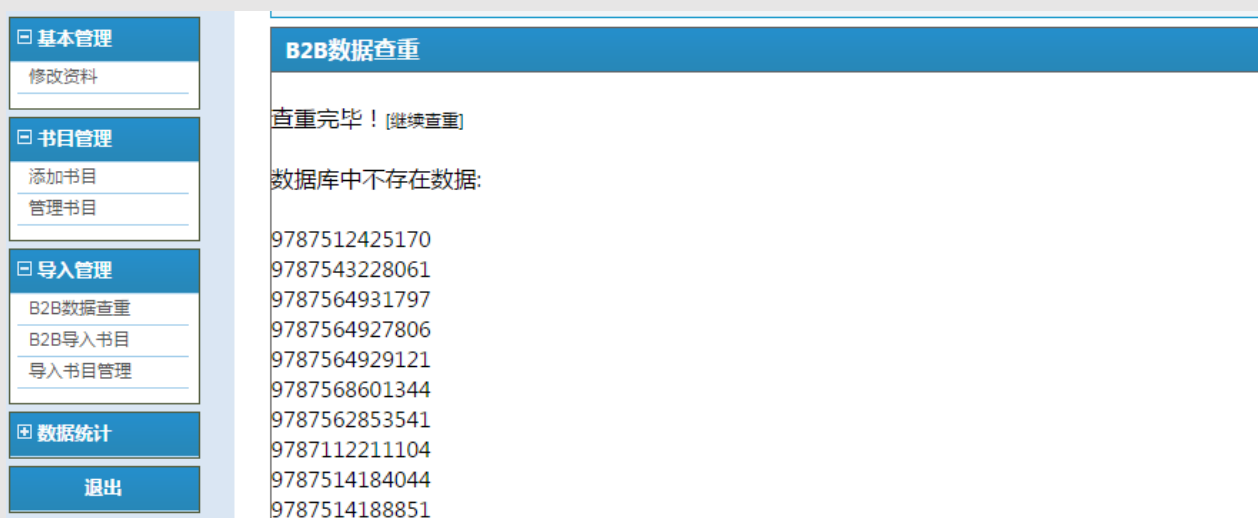 基本管理
修改资料
书目管理
添加书目
管理书目
导入管理
B2B数据查重
B2B导入书目
导入书目管理
数据统计
退出
B2B数据查重
查重完毕！[继续查重]
数据库中不存在数据:
9787512425170
9787543228061
9787564931797
9787564927806
9787564929121
9787568601344
9787562853541
9787112211104
9787514184044
9787514188851